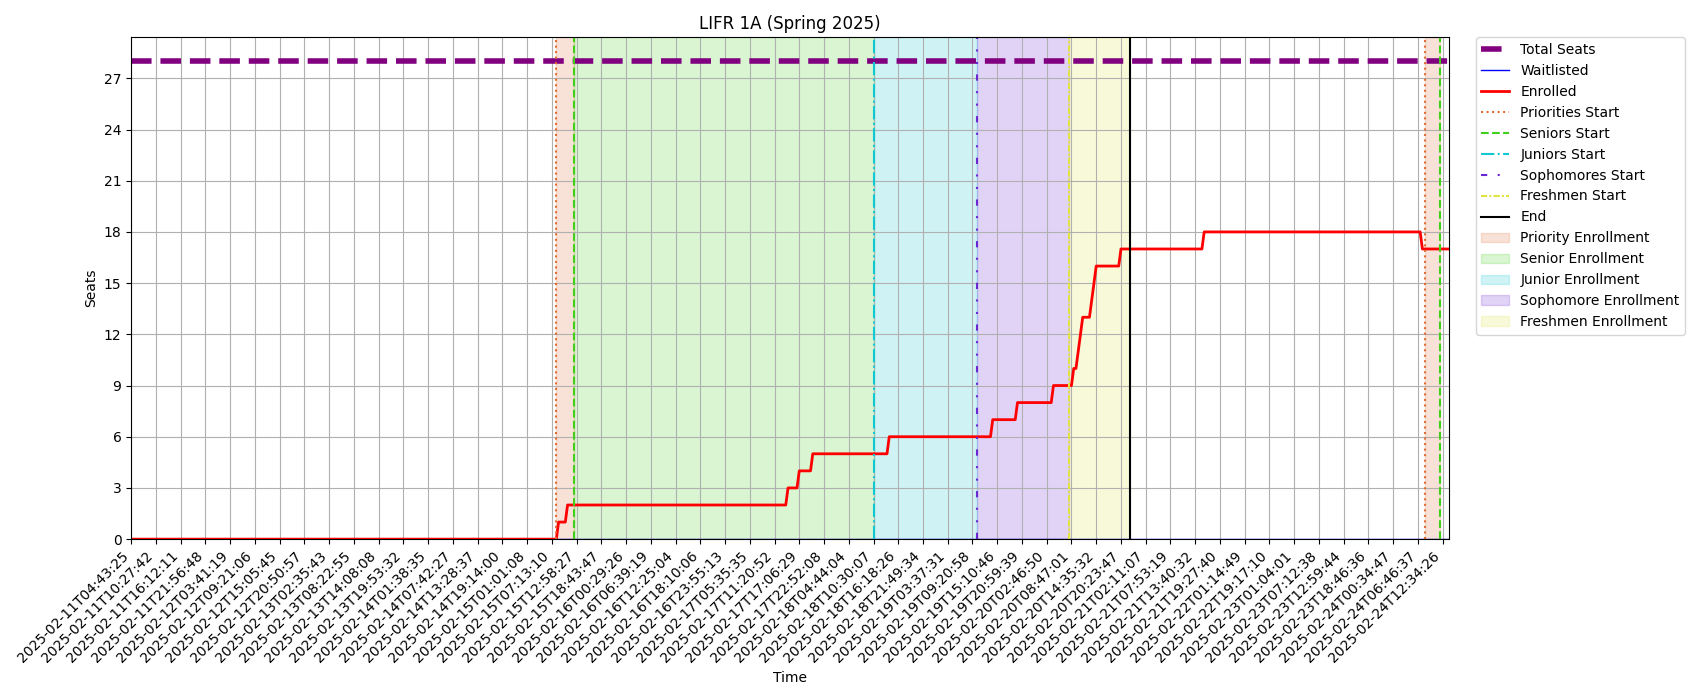 LIFR 1A (Spring 2025)
Seats
27
24
21
18
15
12
9
6
3
0
2025-02-11T04:43:25
2025-02-11T10:27:42
2025-02-11T16:12:11
2025-02-11T21:56:48
2025-02-12T03:41:19
2025-02-12T09:21:06
2025-02-12T15:05:45
2025-02-12T20:50:57
2025-02-13T02:35:43
2025-02-13T08:22:55
2025-02-13T14:08:08
2025-02-13T19:53:32
2025-02-14T01:38:35
2025-02-14T07:42:27
2025-02-14T13:28:37
2025-02-14T19:14:00
2025-02-15T01:01:08
2025-02-15T07:13:10
2025-02-15T12:58:27
2025-02-15T18:43:47
2025-02-16T00:29:26
2025-02-16T06:39:19
2025-02-16T12:25:04
2025-02-16T18:10:06
2025-02-16T23:55:13
2025-02-17T05:35:35
2025-02-17T11:20:52
2025-02-17T17:06:29
2025-02-17T22:52:08
2025-02-18T04:44:04
2025-02-18T10:30:07
2025-02-18T16:18:26
2025-02-18T21:49:34
2025-02-19T03:37:31
2025-02-19T09:20:58
2025-02-19T15:10:46
2025-02-19T20:59:39
2025-02-20T02:46:50
2025-02-20T08:47:01
2025-02-20T14:35:32
2025-02-20T20:23:47
2025-02-21T02:11:07
2025-02-21T07:53:19
2025-02-21T13:40:32
2025-02-21T19:27:40
2025-02-22T01:14:49
2025-02-22T19:17:10
2025-02-23T01:04:01
2025-02-23T07:12:38
2025-02-23T12:59:44
2025-02-23T18:46:36
2025-02-24T00:34:47
2025-02-24T06:46:37
2025-02-24T12:34:26
Time
Total Seats
Waitlisted
Enrolled
Priorities Start
Seniors Start
Juniors Start
Sophomores Start
Freshmen Start
End
Priority Enrollment
Senior Enrollment
Junior Enrollment
Sophomore Enrollment
Freshmen Enrollment